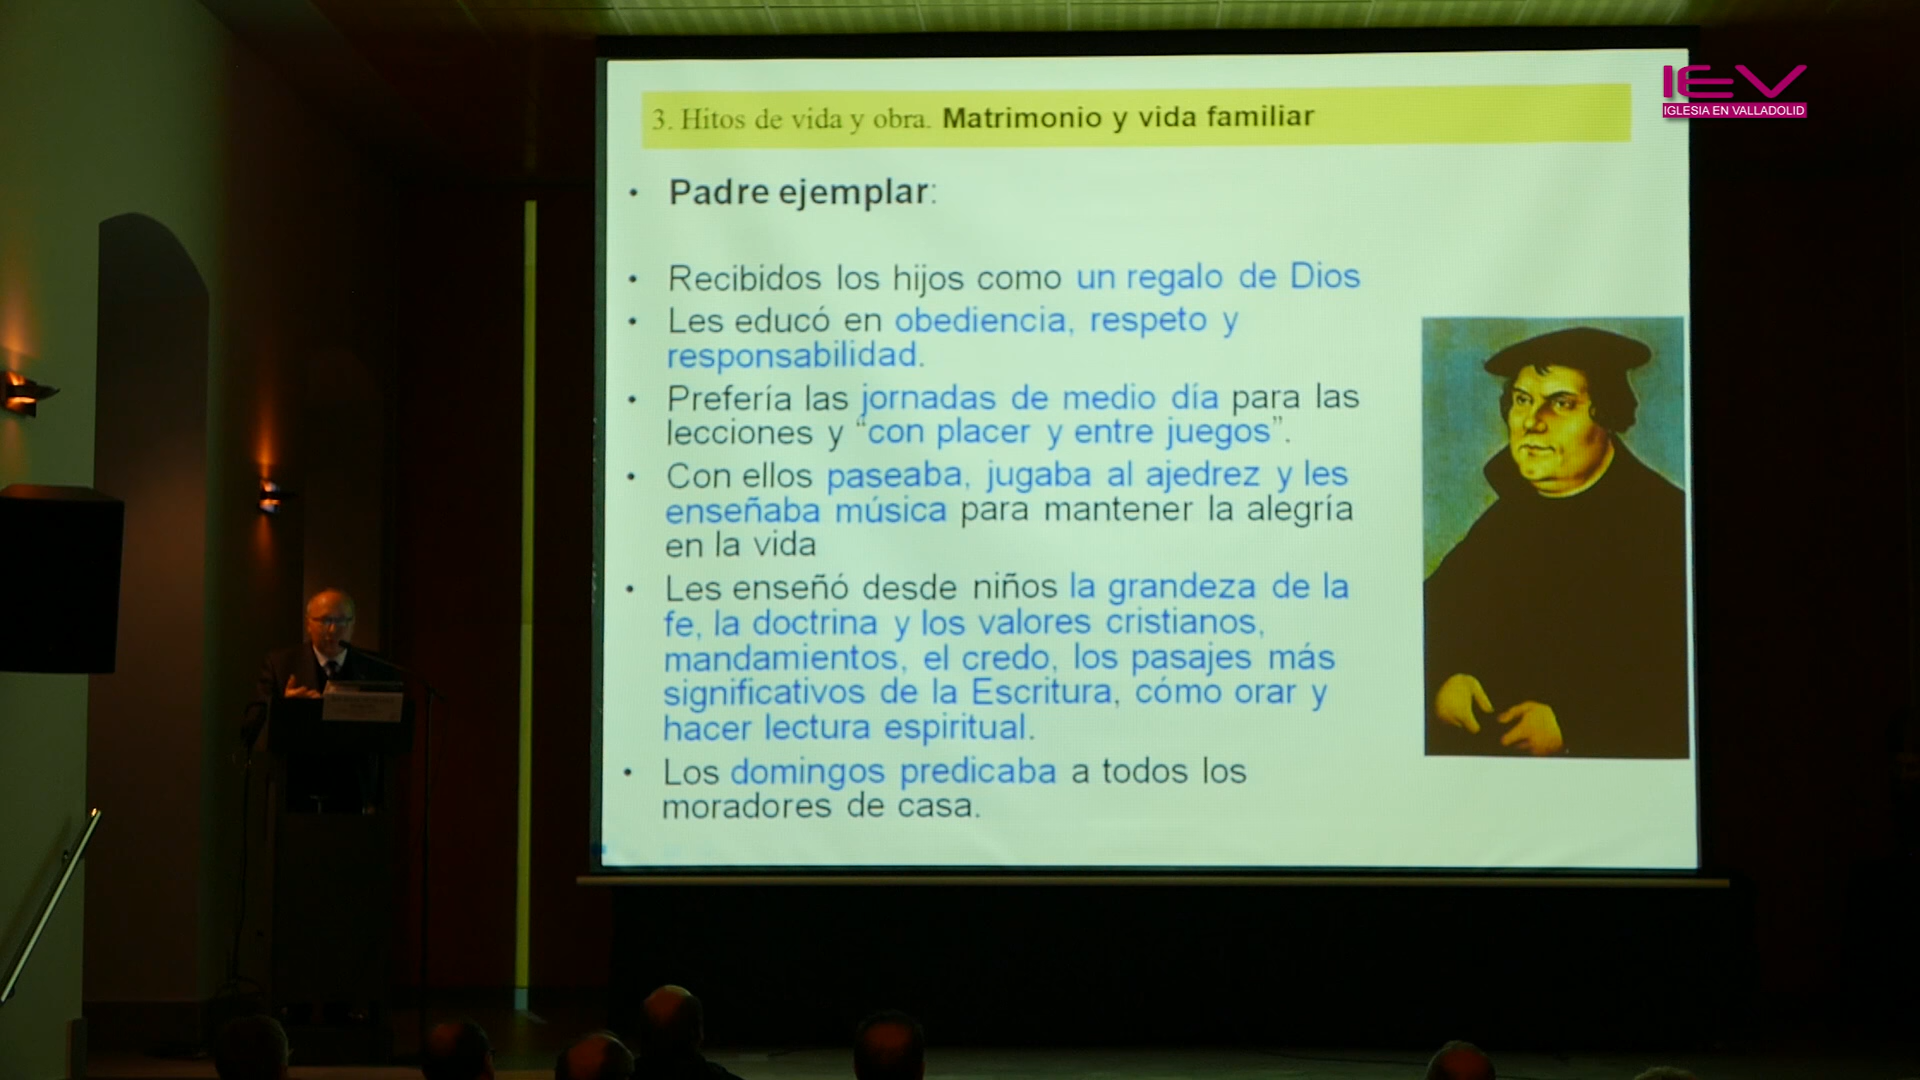 IEV
IGLESIA EN VALLADOLID
3. Hitos de vida y obra. Matrimonio y vida familiar
• Padre ejemplar:
• Recibidos los hijos como un regalo de Dios
• Les educó en obediencia, respeto y
responsabilidad.
• Prefería las jornadas de medio día para las
lecciones y “con placer y entre juegos”.
• Con ellos paseaba, jugaba al ajedrez y les
enseñaba música para mantener la alegría
en la vida
• Les enseñó desde niños la grandeza de la
fe, la doctrina y los valores cristianos,
mandamientos, el credo, los pasajes más
significativos de la Escritura, cómo orar y
hacer lectura espiritual.
• Los domingos predicaba a todos los
moradores de casa.